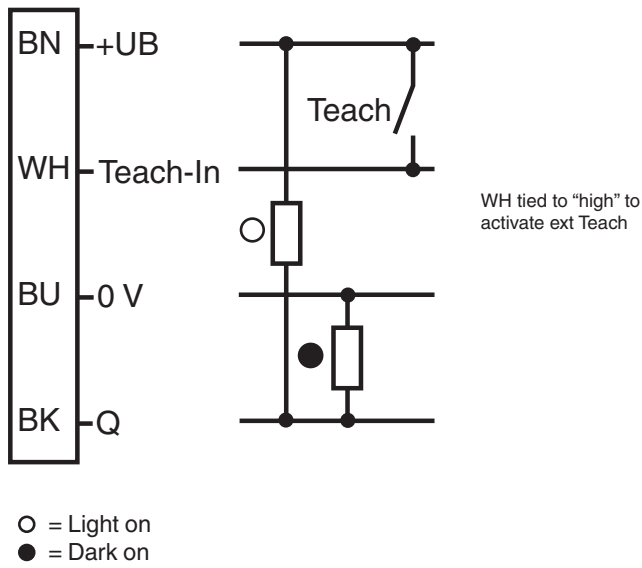 BN +UB
Teach
WH Teach-In
WH tied to “high” to
activate ext Teach
BU 0 V
BK Q
= Light on
= Dark on